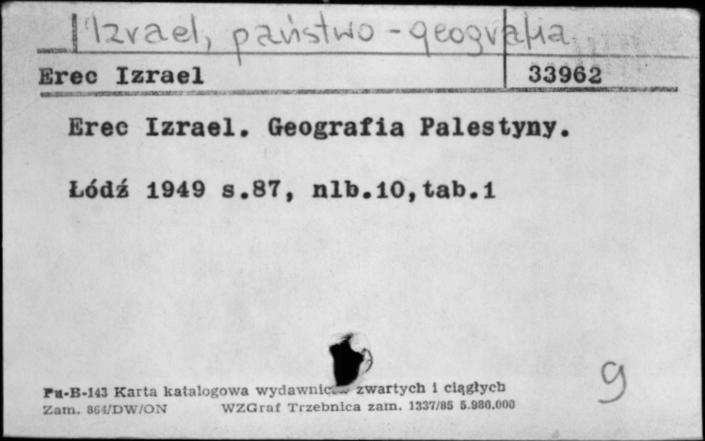 Izrael, państwo - geografia
Erec Izrael 33962
Erec Izrael. Geografia Palestyny.
Łódź 1949 s.87, nlb.10,tab.1
Pu-B-143 Karta katalogowa wydawnic zwartych i ciągłych
Zam. 864/DW/ON WZGraf Trzebnica zam. 1337/85 5.980.000
9